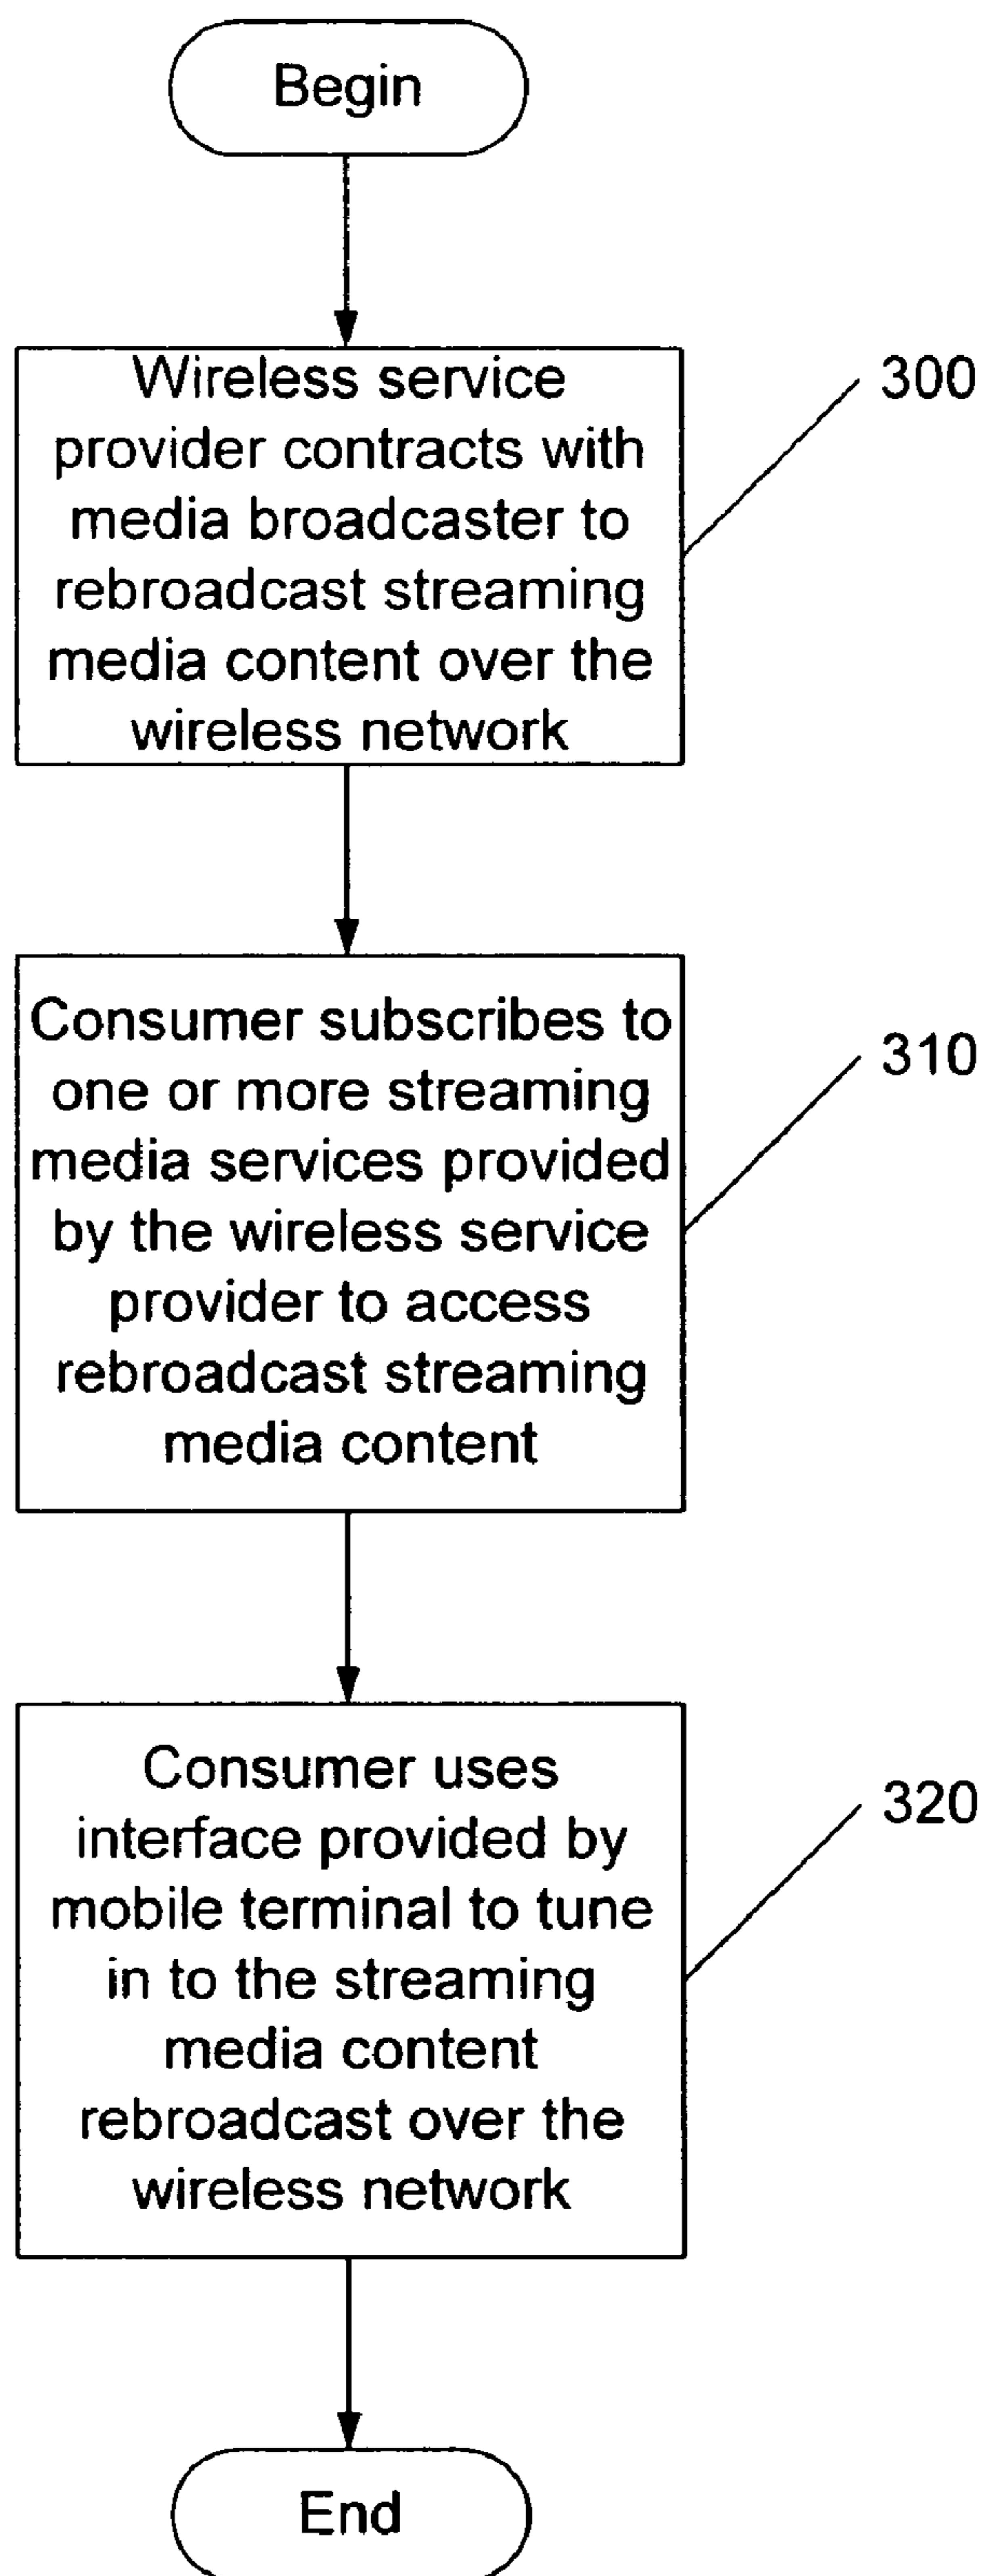 Begin
Wireless service
provider contracts with
media broadcaster to
rebroadcast streaming
media content over the
wireless network
300
Consumer subscribes to
one or more streaming
media services provided
by the wireless service
provider to access
rebroadcast streaming
media content
310
Consumer uses
interface provided by
mobile terminal to tune
in to the streaming
media content
rebroadcast over the
wireless network
320
End